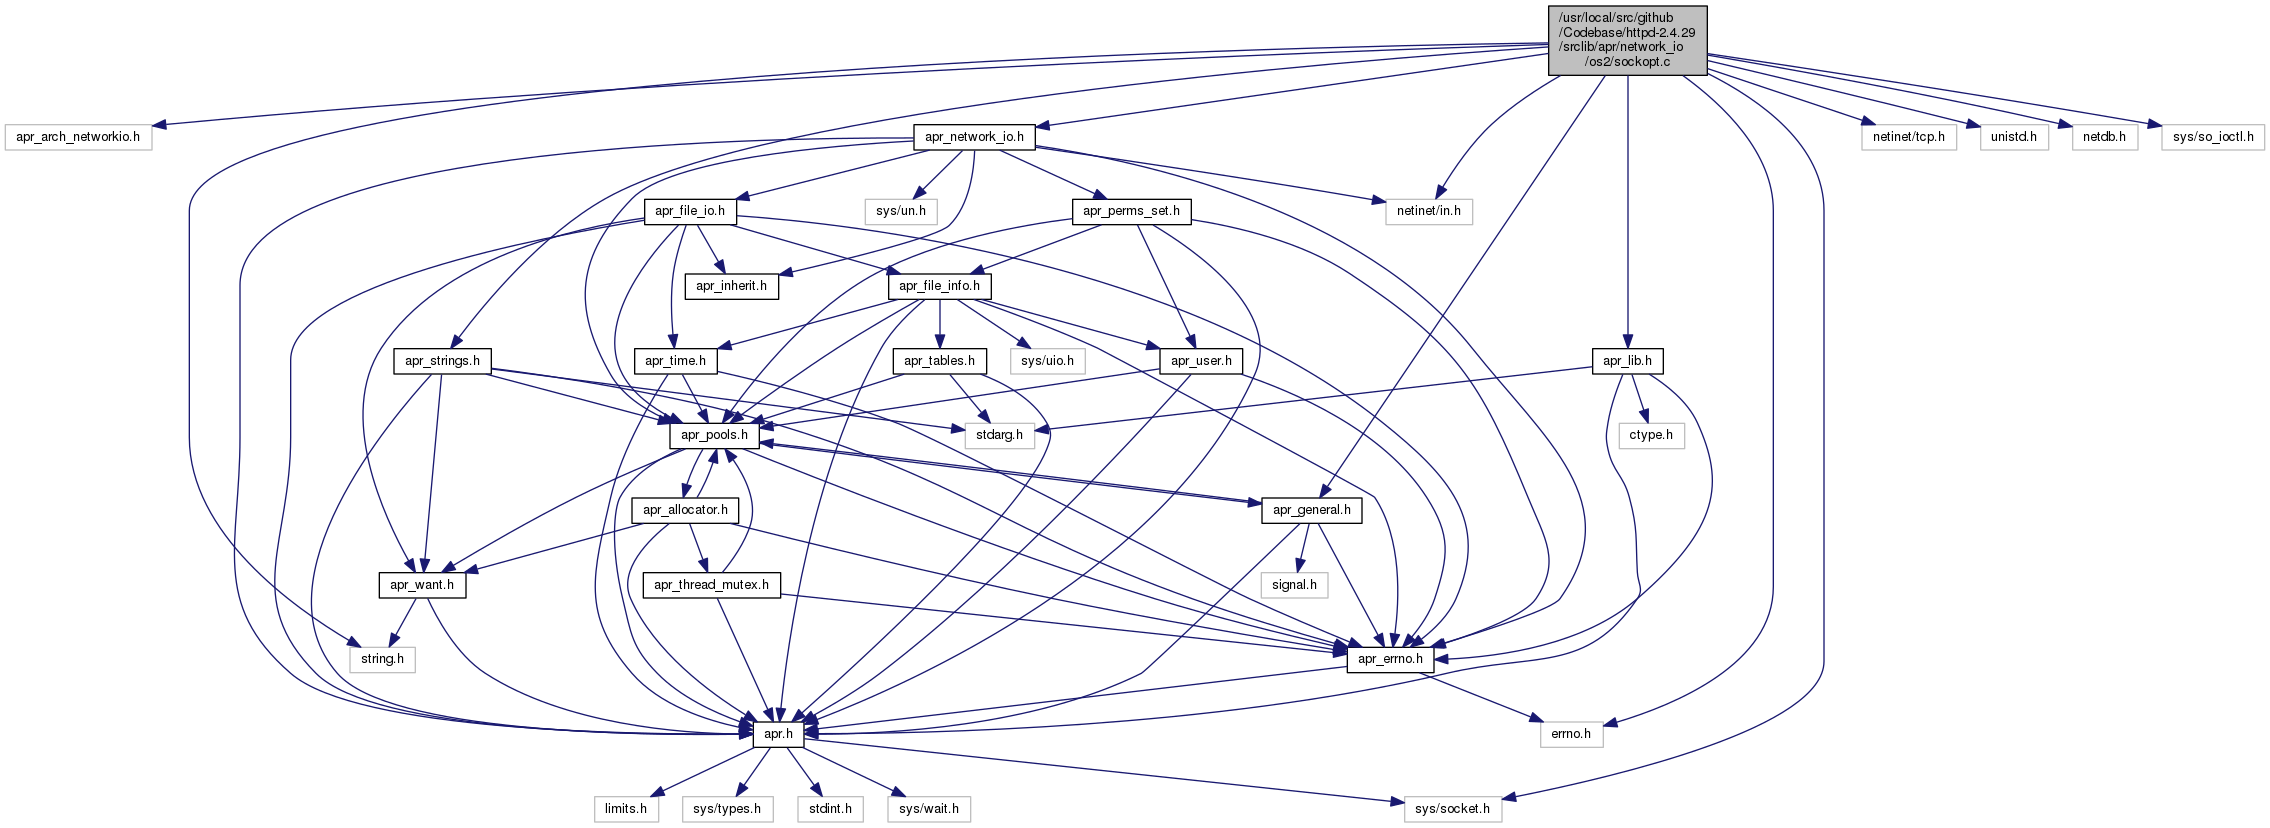 /usr/local/src/github
/Codebase/httpd-2.4.29
/srclib/apr/network_io
/os2/sockopt.c
apr_arch_networkio.h
apr_network_io.h
netinet/tcp.h
unistd.h
netdb.h
sys/so_ioctl.h
apr_file_io.h
sys/un.h
apr_perms_set.h
netinet/in.h
apr_inherit.h
apr_file_info.h
apr_strings.h
apr_time.h
apr_tables.h
sys/uio.h
apr_user.h
apr_lib.h
apr_pools.h
stdarg.h
ctype.h
apr_allocator.h
apr_general.h
apr_want.h
apr_thread_mutex.h
signal.h
string.h
apr_errno.h
apr.h
errno.h
limits.h
sys/types.h
stdint.h
sys/wait.h
sys/socket.h